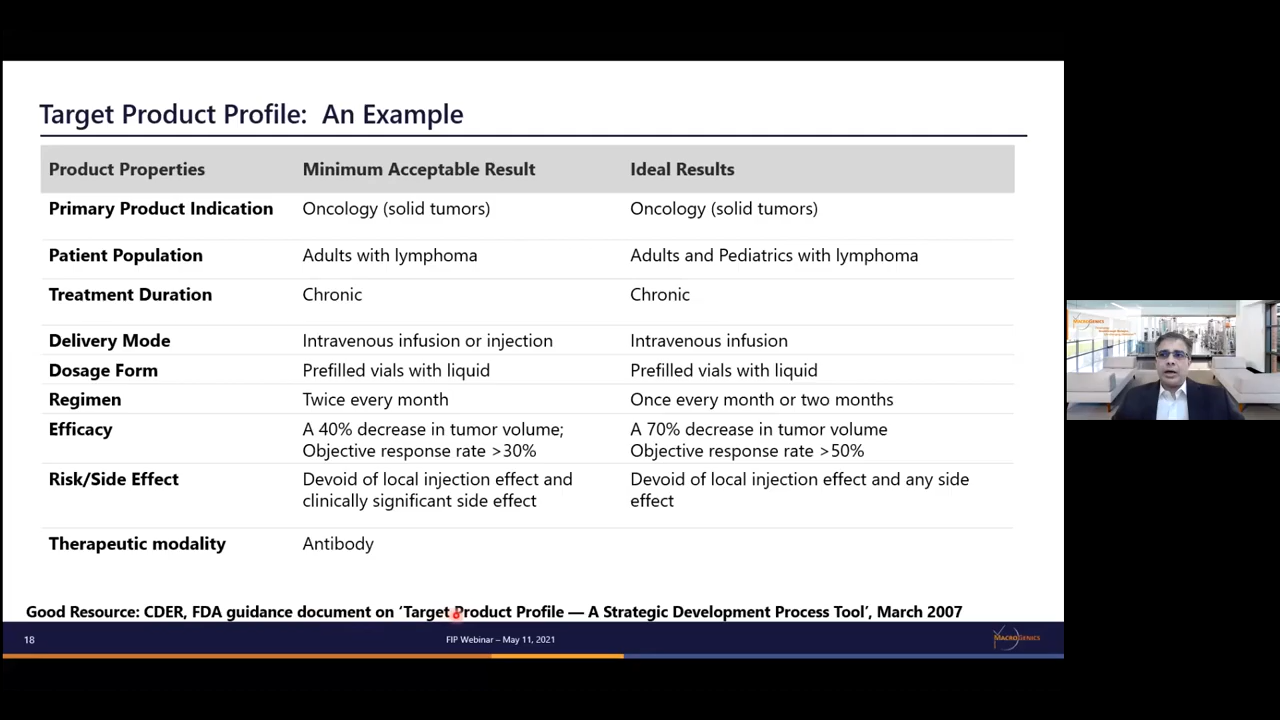 Target Product Profile: An Example
Product Properties Minimum Acceptable Result Ideal Results
Primary Product Indication Oncology (solid tumors) Oncology (solid tumors)
Patient Population Adults with lymphoma Adults and Pediatrics with lymphoma
Treatment Duration Chronic Chronic
Delivery Mode Intravenous infusion or injection Intravenous infusion
Dosage Form Prefilled vials with liquid Prefilled vials with liquid
Regimen Twice every month Once every month or two months
Efficacy A 40% decrease in tumor volume; A 70% decrease in tumor volume
Objective response rate >30% Objective response rate >50%
Risk/Side Effect Devoid of local injection effect and Devoid of local injection effect and any side
clinically significant side effect effect
Therapeutic modality Antibody
Good Resource: CDER, FDA guidance document on ‘Target Product Profile — A Strategic Development Process Tool’, March 2007
18 FIP Webinar – May 11, 2021 MACROGENICS
MACROGENICS